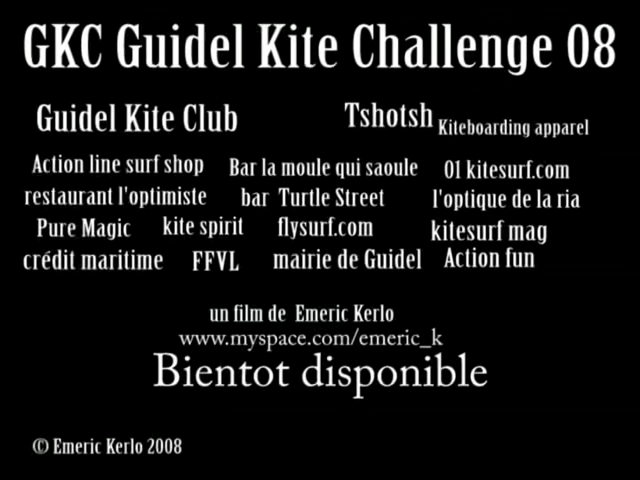 GKC Guidel Kite Challenge 08
Guidel Kite Club Tshotsh Kiteboarding apparel
Action line surf shop Bar la moule qui saoule 01 kitesurf.com
restaurant l'optimiste bar Turtle Street l'optique de la ria
Pure Magic kite spirit flysurf.com kitesurf mag
crédit maritime FFVL mairie de Guidel Action fun
un film de Emeric Kerlo
www.myspace.com/emeric_k
Bientot disponible
© Emeric Kerlo 2008